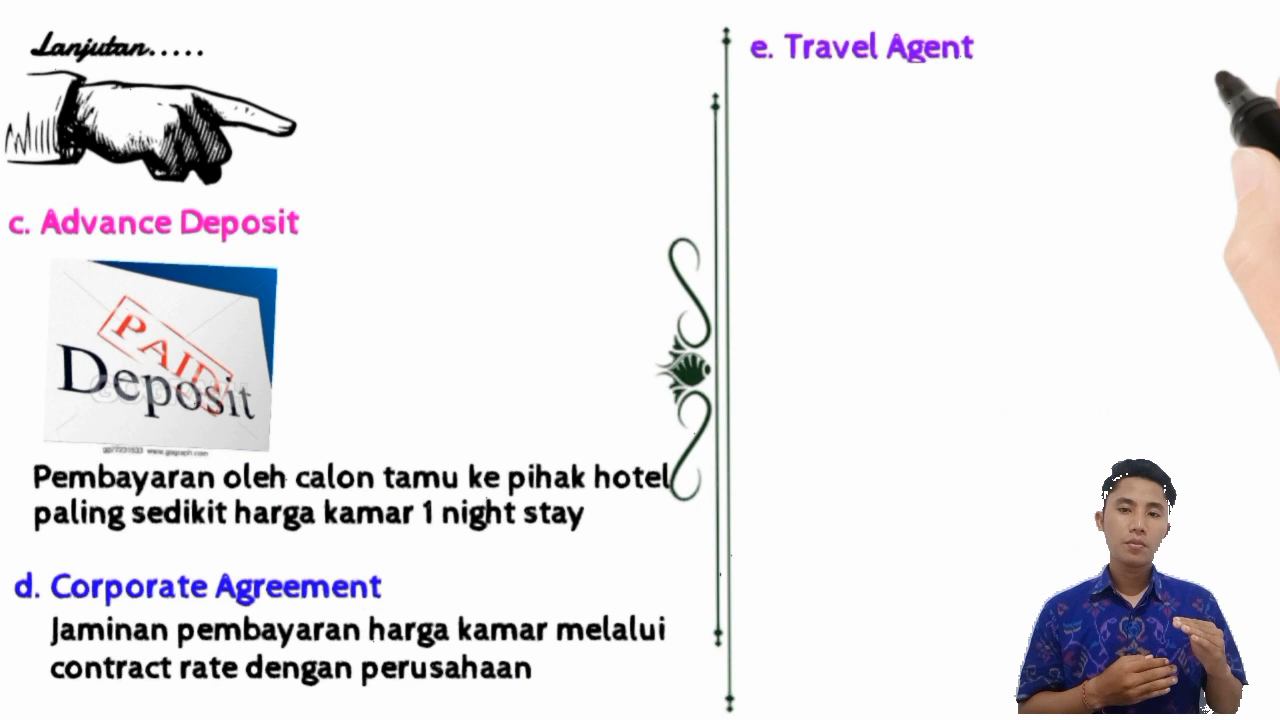 Lanjutan.....
c. Advance Deposit
PAID
Deposit
Pembayaran oleh calon tamu ke pihak hotel
paling sedikit harga kamar 1 night stay
d. Corporate Agreement
Jaminan pembayaran harga kamar melalui
contract rate dengan perusahaan
e. Travel Agent